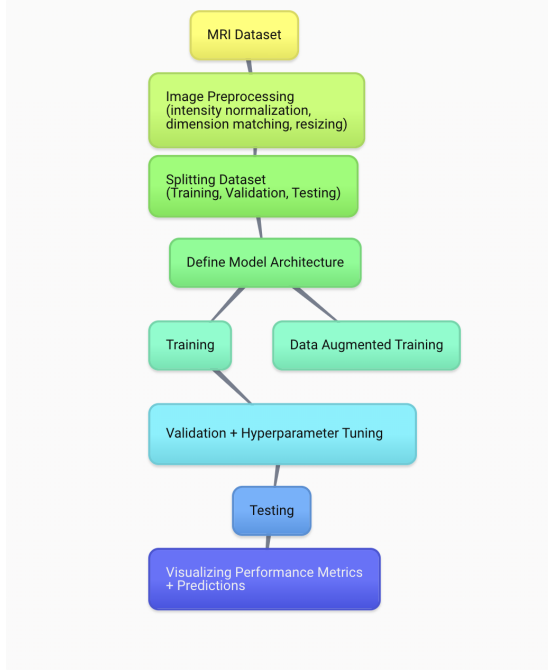 MRI Dataset
Image Preprocessing
(intensity normalization,
dimension matching, resizing)
Splitting Dataset
(Training, Validation, Testing)
Define Model Architecture
Training
Data Augmented Training
Validation + Hyperparameter Tuning
Testing
Visualizing Performance Metrics
+ Predictions